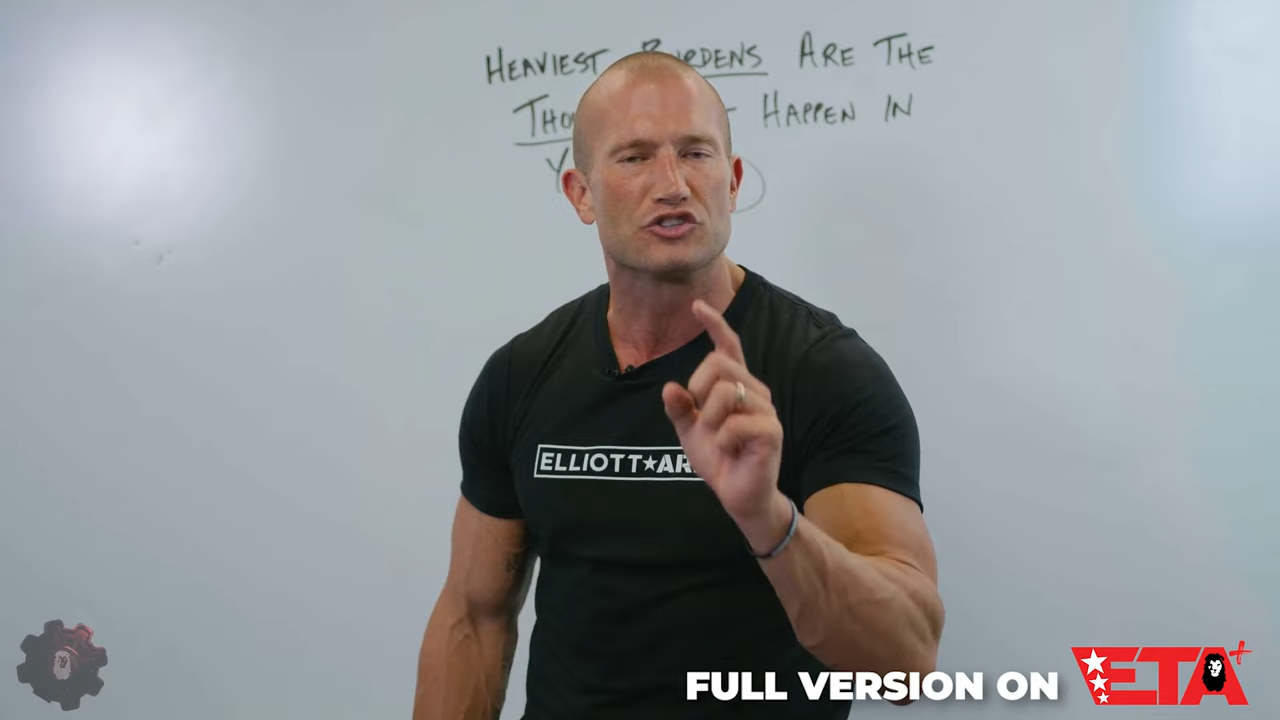 HEAVIEST BURDENS ARE THE
HAPPEN IN
ELLIOTT★AR
FULL VERSION ON ETA+